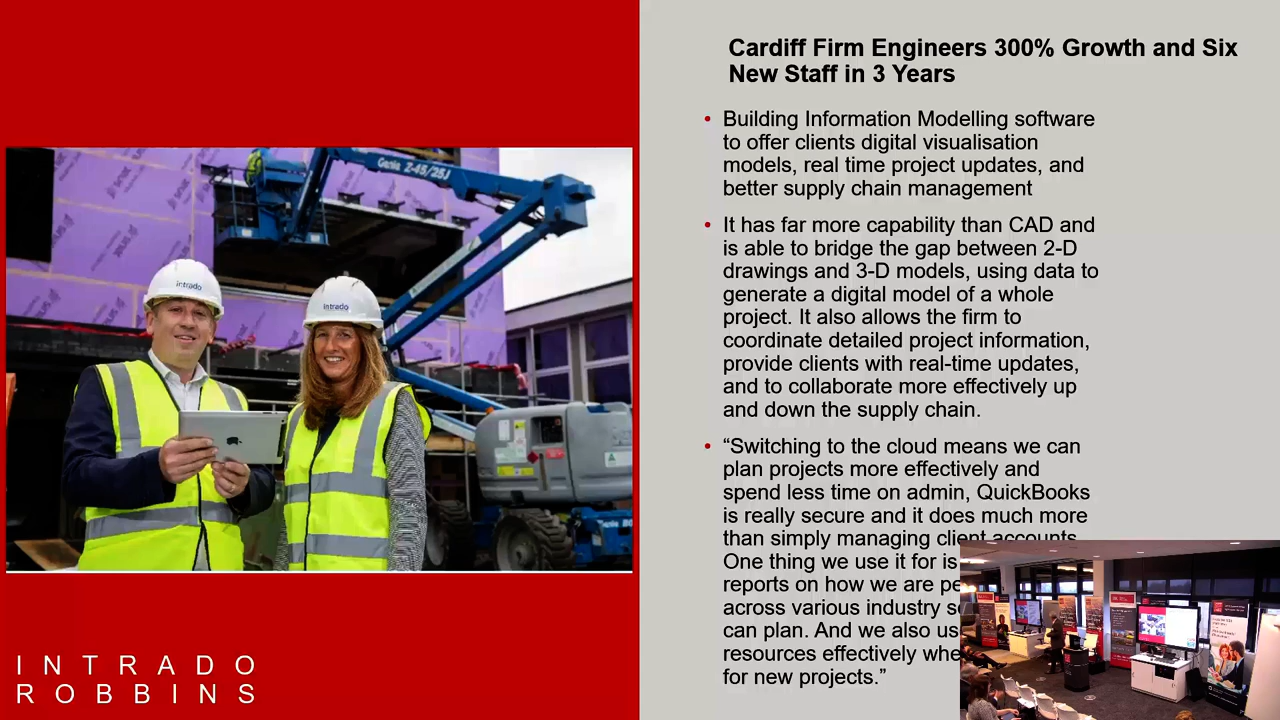 Cardiff Firm Engineers 300% Growth and Six
New Staff in 3 Years
• Building Information Modelling software
to offer clients digital visualisation
models, real time project updates, and
better supply chain management
• It has far more capability than CAD and
is able to bridge the gap between 2-D
drawings and 3-D models, using data to
generate a digital model of a whole
project. It also allows the firm to
coordinate detailed project information,
provide clients with real-time updates,
and to collaborate more effectively up
and down the supply chain.
• “Switching to the cloud means we can
plan projects more effectively and
spend less time on admin, QuickBooks
is really secure and it does much more
than simply managing client accounts
One thing we use it for is
reports on how we are
across various industry
can plan. And we also
resources effectively
for new projects.”
Genie Z-45/25J
intrado
intrado
INTRADO
ROBBINS